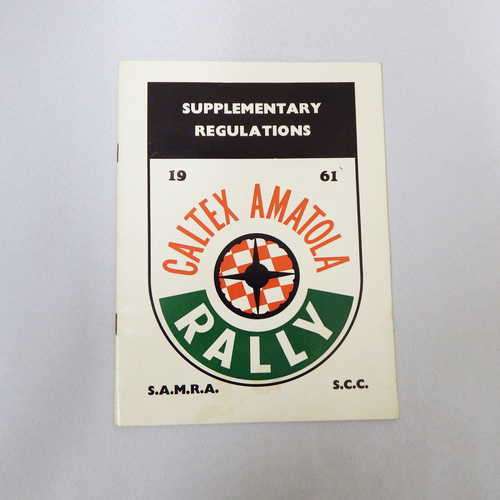 SUPPLEMENTARY
REGULATIONS
19 61
CALTEX AMATOLA
RALLY
S.A.M.R.A. S.C.C.